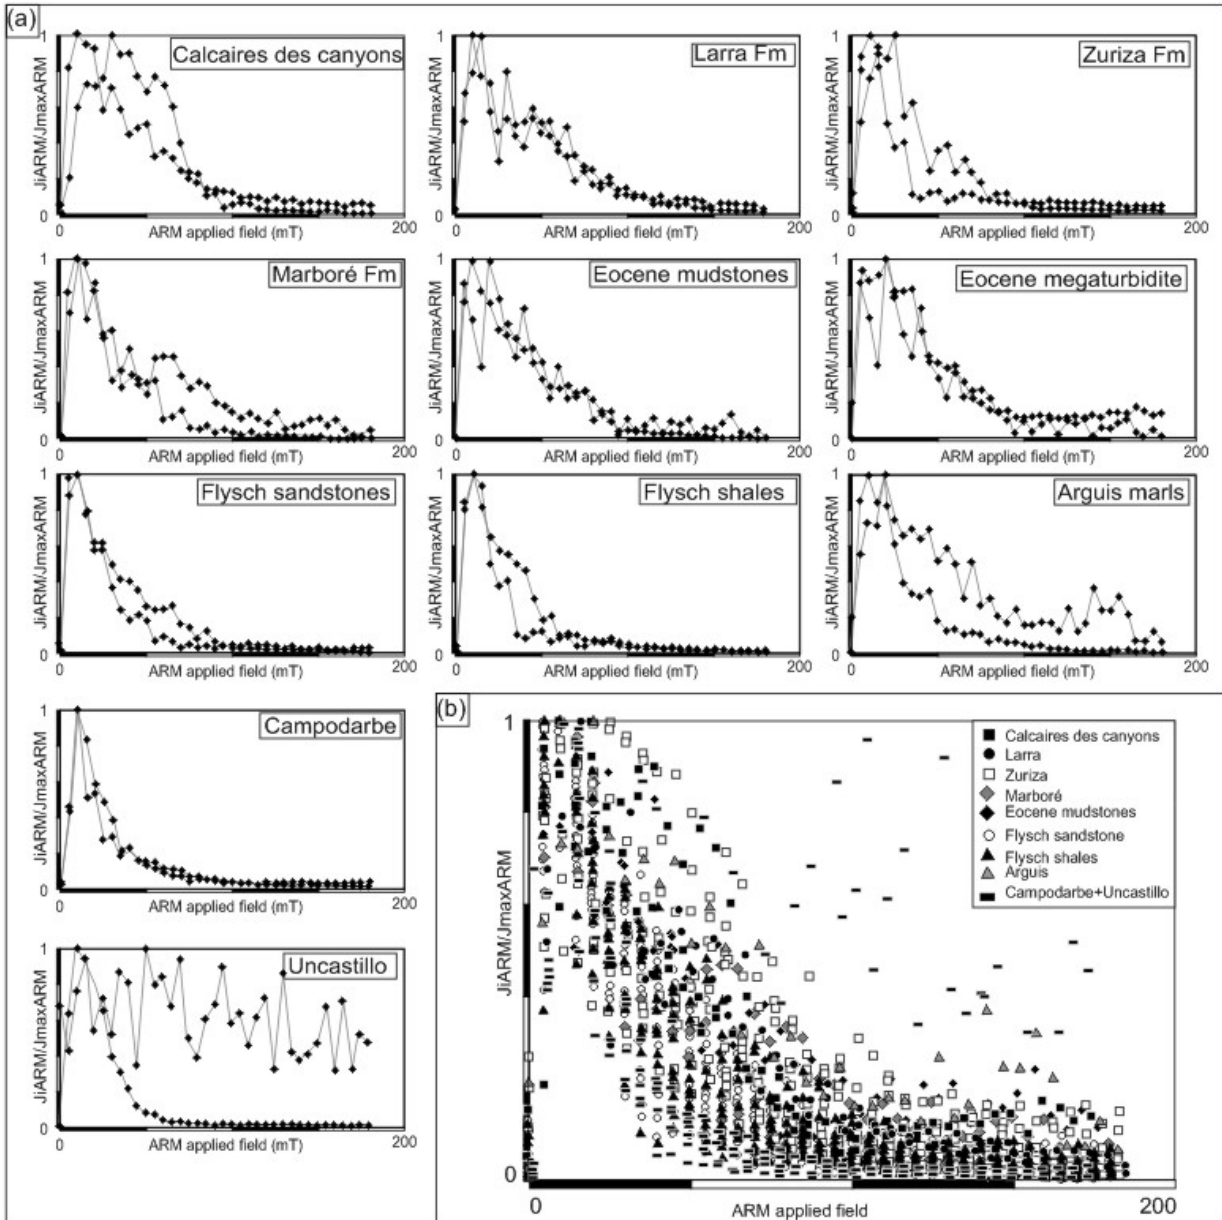 (a)
1
Calcaires des canyons
JiARM/JmaxARM
0
0
ARM applied field (mT)
200
1
Larra Fm
JiARM/JmaxARM
0
0
ARM applied field (mT)
200
1
Zuriza Fm
JiARM/JmaxARM
0
0
ARM applied field (mT)
200
1
Marboré Fm
JiARM/JmaxARM
0
0
ARM applied field (mT)
200
1
Eocene mudstones
JiARM/JmaxARM
0
0
ARM applied field (mT)
200
1
Eocene megaturbidite
JiARM/JmaxARM
0
0
ARM applied field (mT)
200
1
Flysch sandstones
JiARM/JmaxARM
0
0
ARM applied field (mT)
200
1
Flysch shales
JiARM/JmaxARM
0
0
ARM applied field (mT)
200
1
Arguis marls
JiARM/JmaxARM
0
0
ARM applied field (mT)
200
1
Campodarbe
JiARM/JmaxARM
0
0
ARM applied field (mT)
200
1
Uncastillo
JiARM/JmaxARM
0
0
ARM applied field (mT)
200
(b)
1
Calcaires des canyons
Larra
Zuriza
Marboré
Eocene mudstones
Flysch sandstone
Flysch shales
Arguis
Campodarbe+Uncastillo
JiARM/JmaxARM
0
0
ARM applied field
200